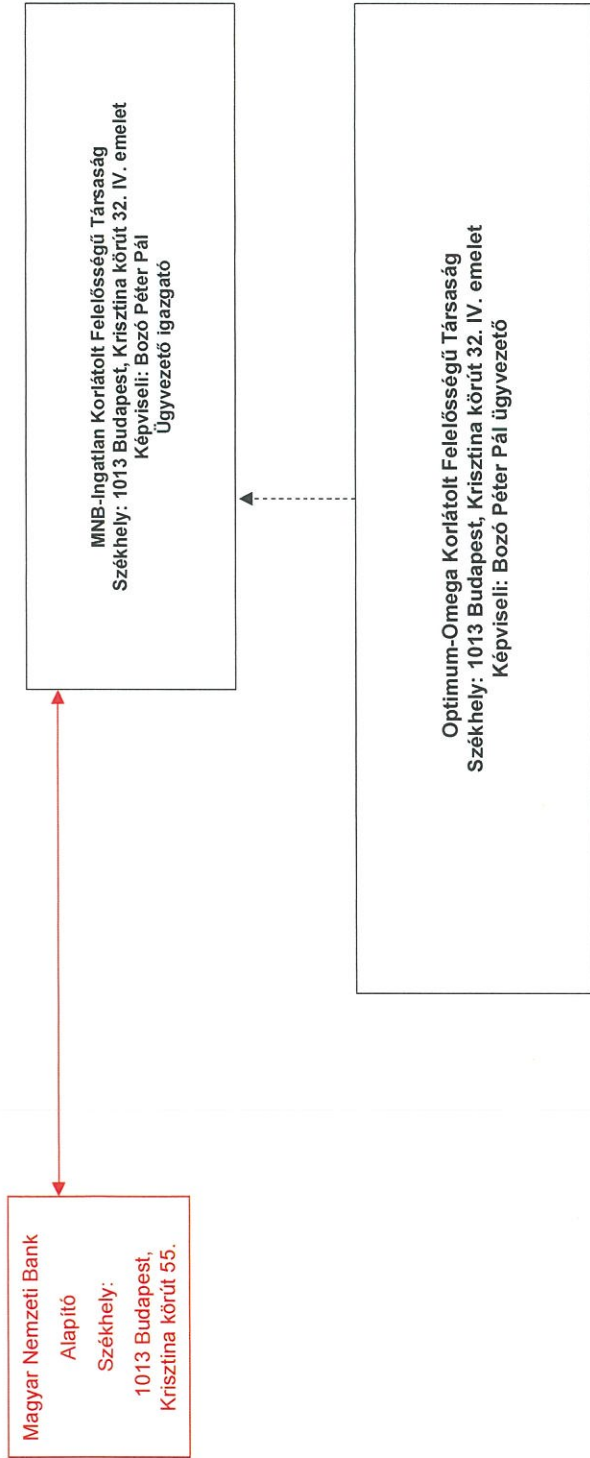 Magyar Nemzeti Bank
Alapító
Székhely:
1013 Budapest,
Krisztina körút 55.
MNB-Ingatlan Korlátolt Felelősségű Társaság
Székhely: 1013 Budapest, Krisztina körút 32. IV. emelet
Képviseli: Bozó Péter Pál
Ügyvezető igazgató
Optimum-Omega Korlátolt Felelősségű Társaság
Székhely: 1013 Budapest, Krisztina körút 32. IV. emelet
Képviseli: Bozó Péter Pál ügyvezető